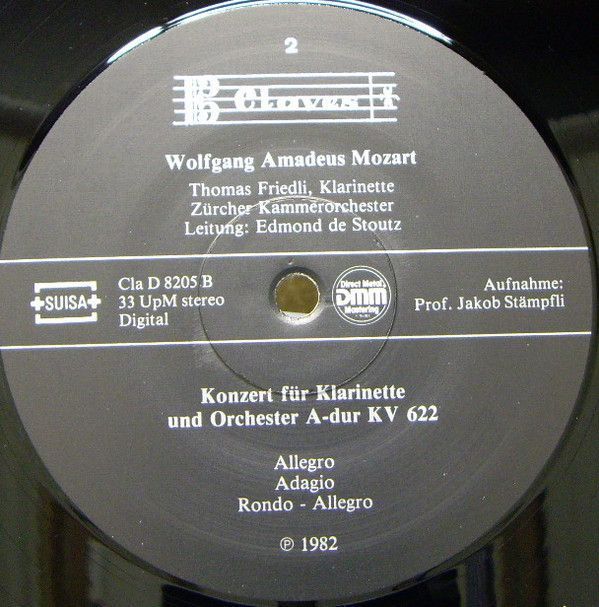 2
Claves
Wolfgang Amadeus Mozart
Thomas Friedli, Klarinette
Zürcher Kammerorchester
Leitung: Edmond de Stoutz
SUISA
Cla D 8205 B
33 UpM stereo
Digital
Direct Metal
DMM
Mastering
Aufnahme:
Prof. Jakob Stämpfli
Konzert für Klarinette
und Orchester A-dur KV 622
Allegro
Adagio
Rondo - Allegro
℗ 1982